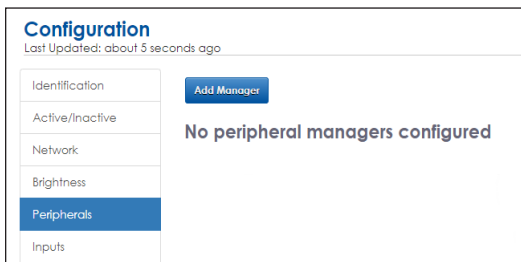 Configuration
Last Updated: about 5 seconds ago
Identification
Active/Inactive
Network
Brightness
Peripherals
Inputs
Add Manager
No peripheral managers configured